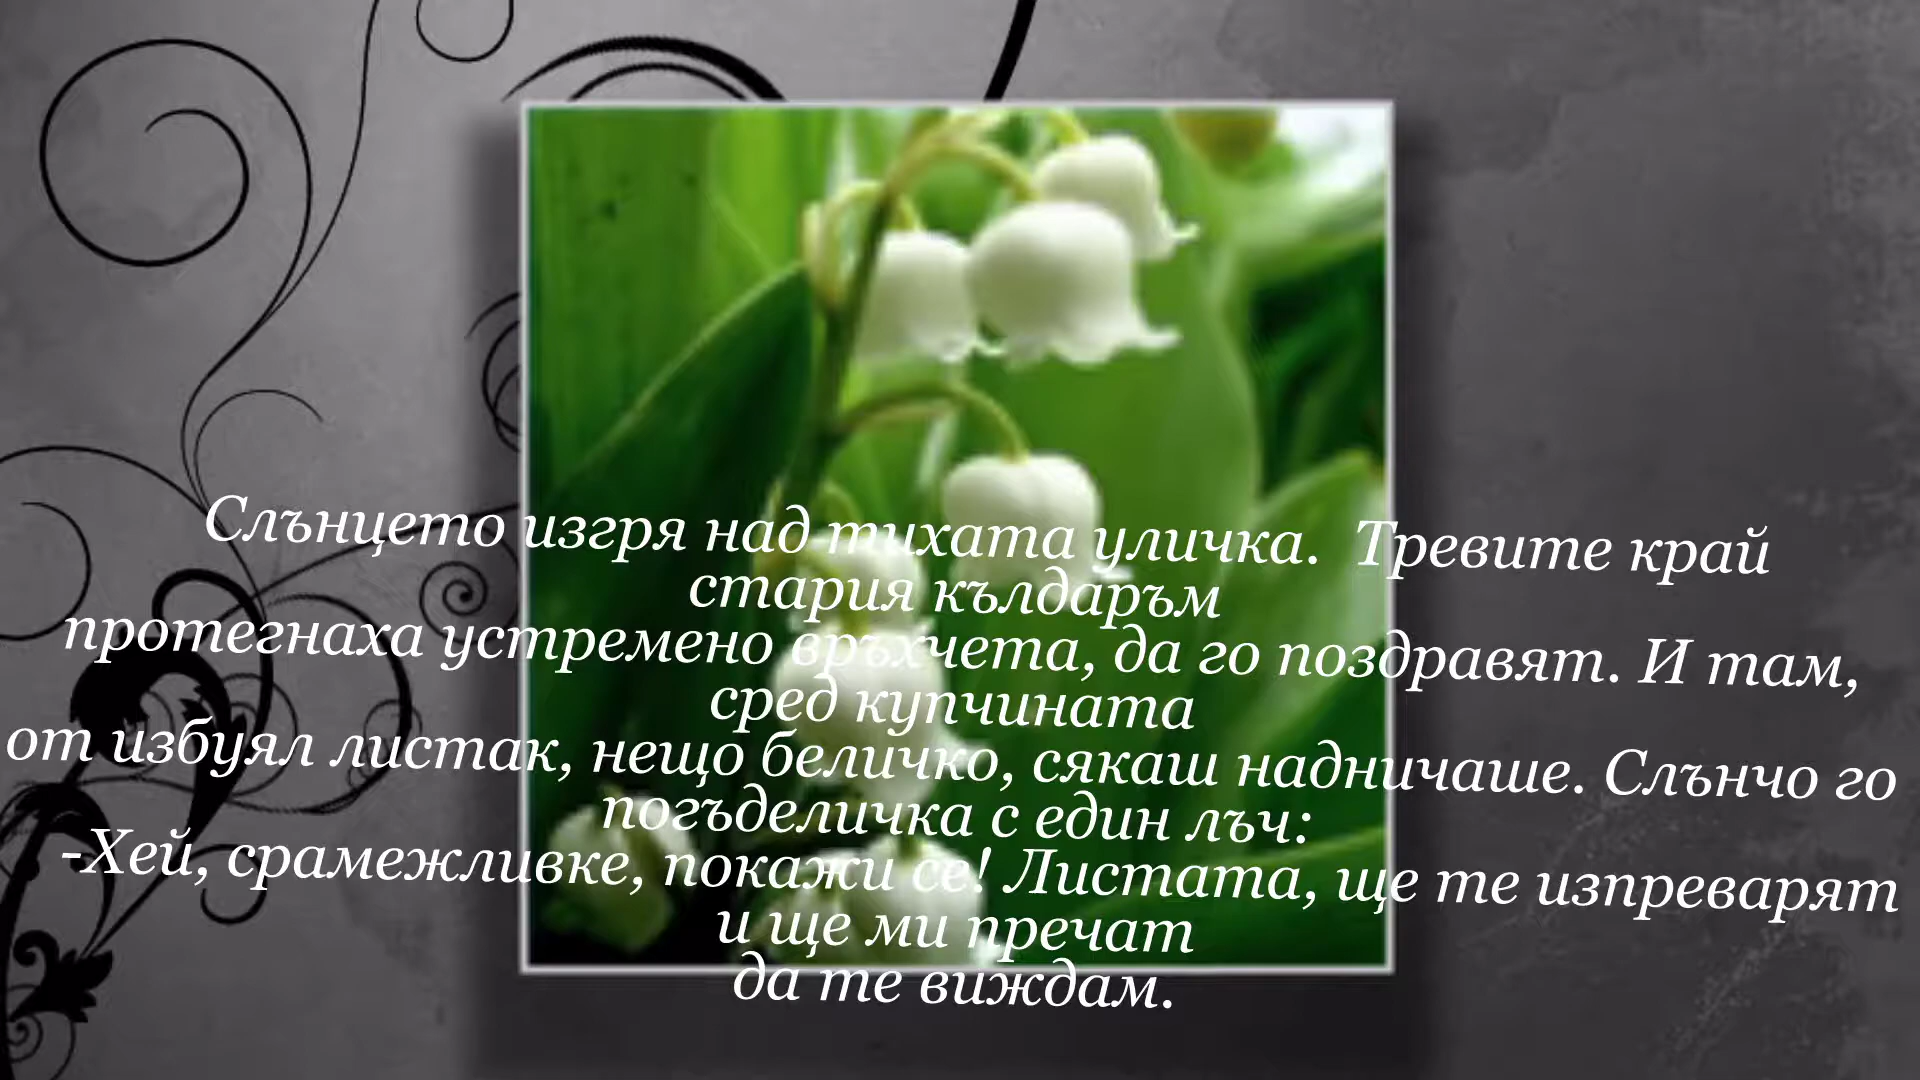 Слънцето изгря над тихата уличка.  Тревите край
стария кълдаръм
протегнаха устремено връхчета, да го поздравят. И там,
сред купчината
от избуял листак, нещо беличко, сякаш надничаше. Слънчо го
погъделичка с един лъч:
-Хей, срамежливке, покажи се! Листата, ще те изпреварят
и ще ми пречат
да те виждам.